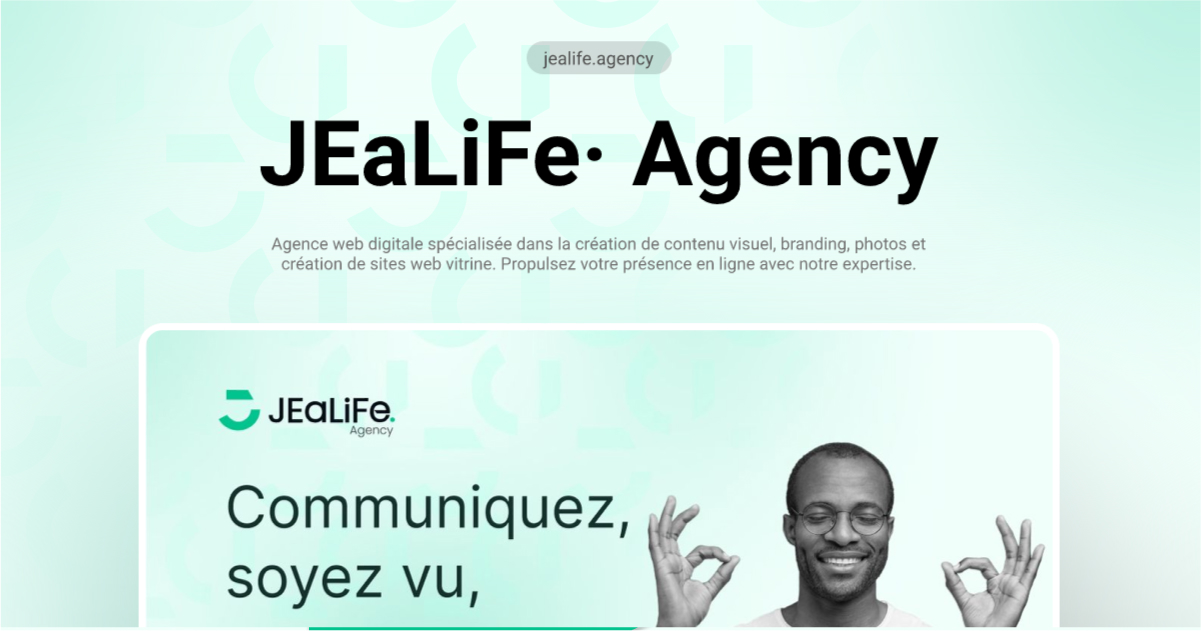 jealife.agency
JEaLiFe· Agency
Agence web digitale spécialisée dans la création de contenu visuel, branding, photos et
création de sites web vitrine. Propulsez votre présence en ligne avec notre expertise.
JEaLiFe.
Agency
Communiquez,
soyez vu,